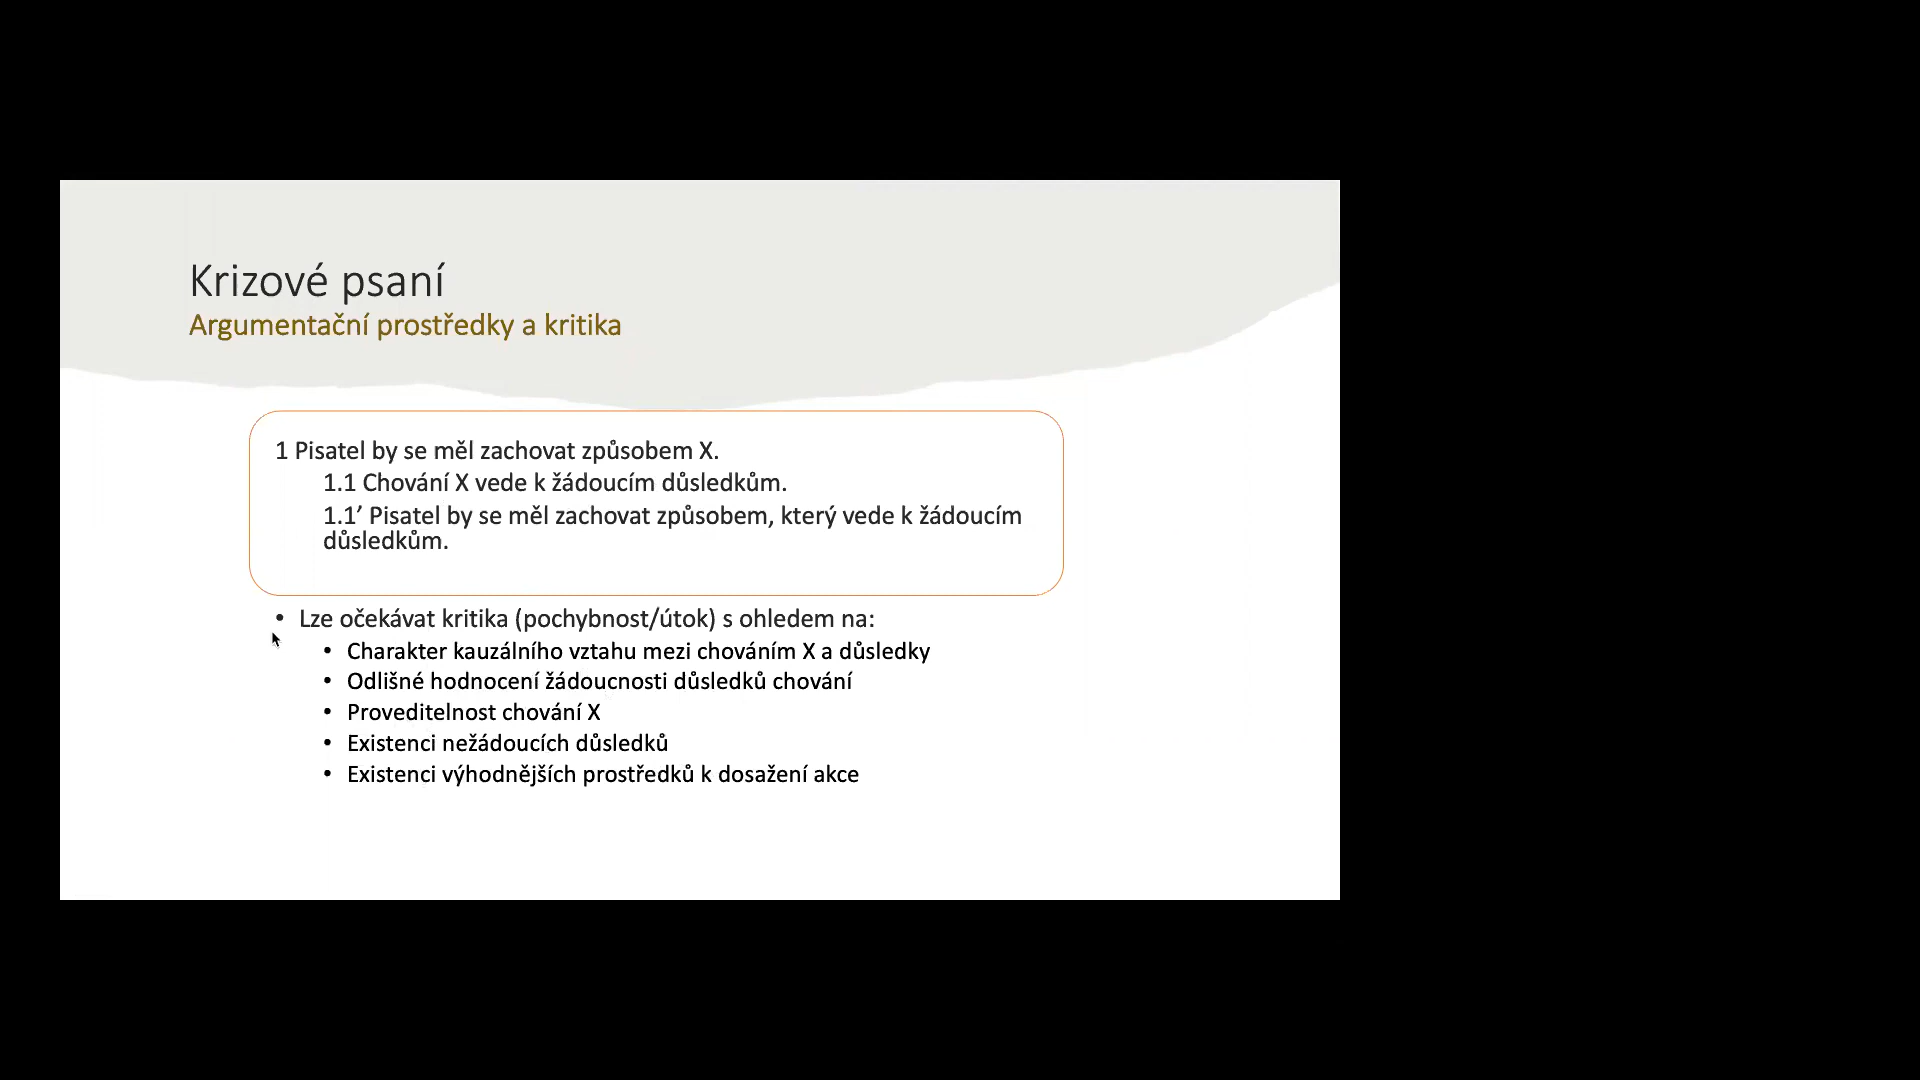 Krizové psaní
Argumentační prostředky a kritika
1 Pisatel by se měl zachovat způsobem X.
1.1 Chování X vede k žádoucím důsledkům.
1.1’ Pisatel by se měl zachovat způsobem, který vede k žádoucím
důsledkům.
• Lze očekávat kritika (pochybnost/útok) s ohledem na:
• Charakter kauzálního vztahu mezi chováním X a důsledky
• Odlišné hodnocení žádoucnosti důsledků chování
• Proveditelnost chování X
• Existenci nežádoucích důsledků
• Existenci výhodnějších prostředků k dosažení akce